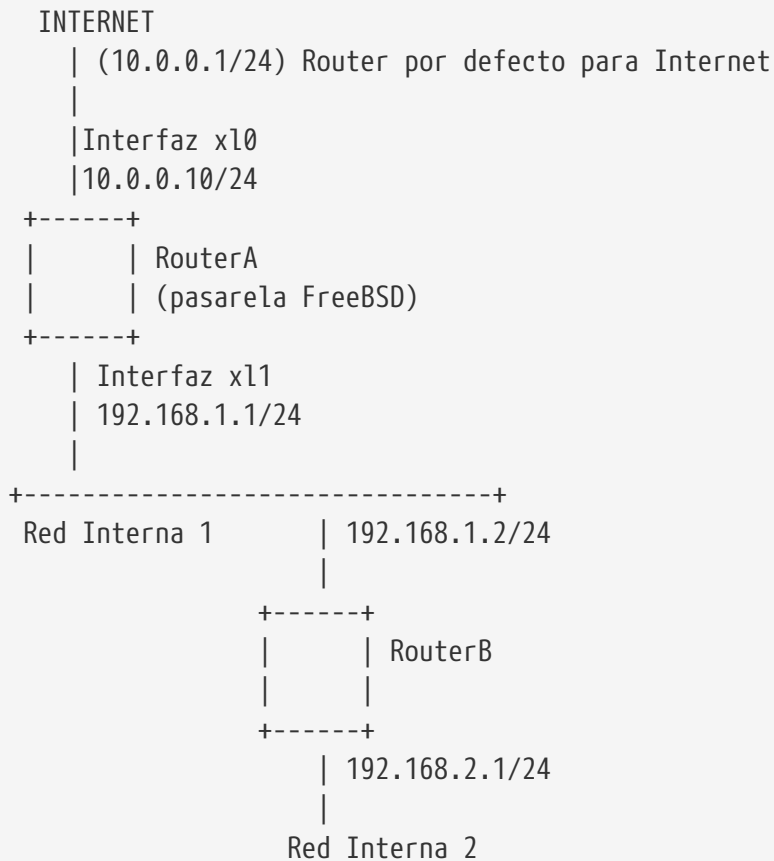 INTERNET
| (10.0.0.1/24) Router por defecto para Internet
|
|Interfaz xl0
|10.0.0.10/24
+------+
|      | RouterA
|      | (pasarela FreeBSD)
+------+
| Interfaz xl1
| 192.168.1.1/24
|
+--------------------------------+
Red Interna 1       | 192.168.1.2/24
|
+------+
|      | RouterB
|      |
+------+
| 192.168.2.1/24
|
Red Interna 2